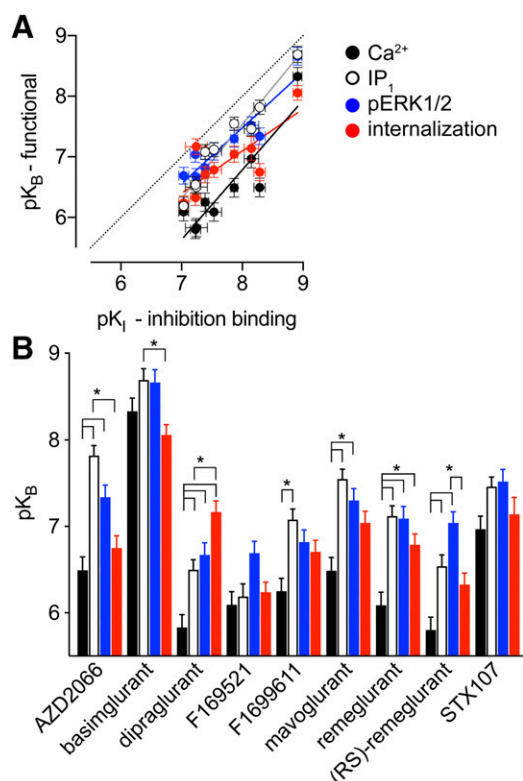 A
Ca2+
IP1
pERK1/2
internalization
pKB - functional
9
8
7
6
6 7 8 9
pKI - inhibition binding
B
pKB
9
8
7
6
* * * * * * *
AZD2066
basimglurant
dipraglurant
F169521
F1699611
mavoglurant
remeglurant
(RS)-remeglurant
STX107